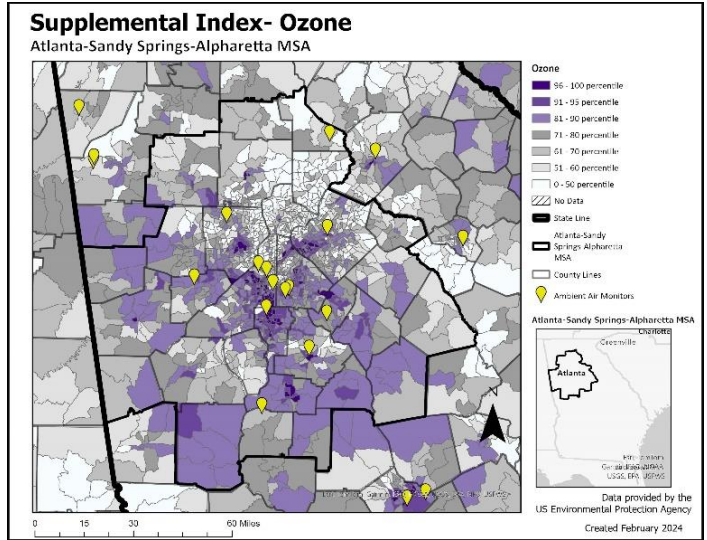 Supplemental Index- Ozone
Atlanta-Sandy Springs-Alpharetta MSA
Ozone
96 - 100 percentile
91 - 95 percentile
81 - 90 percentile
71 - 80 percentile
61 - 70 percentile
51 - 60 percentile
0 - 50 percentile
No Data
State Line
Atlanta-Sandy
Springs-Alpharetta
MSA
County Lines
Ambient Air Monitors
N
Atlanta-Sandy Springs-Alpharetta MSA
Charlotte
Greenville
Atlanta
USGS, EPA, USFWS
Data provided by the
US Environmental Protection Agency
Created February 2024
0 15 30 60 Miles